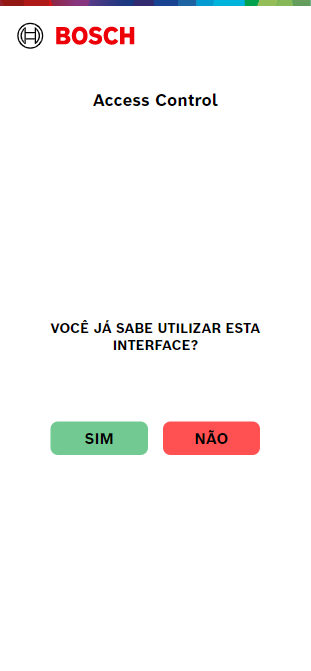 BOSCH
Access Control
VOCÊ JÁ SABE UTILIZAR ESTA
INTERFACE?
SIM
NÃO